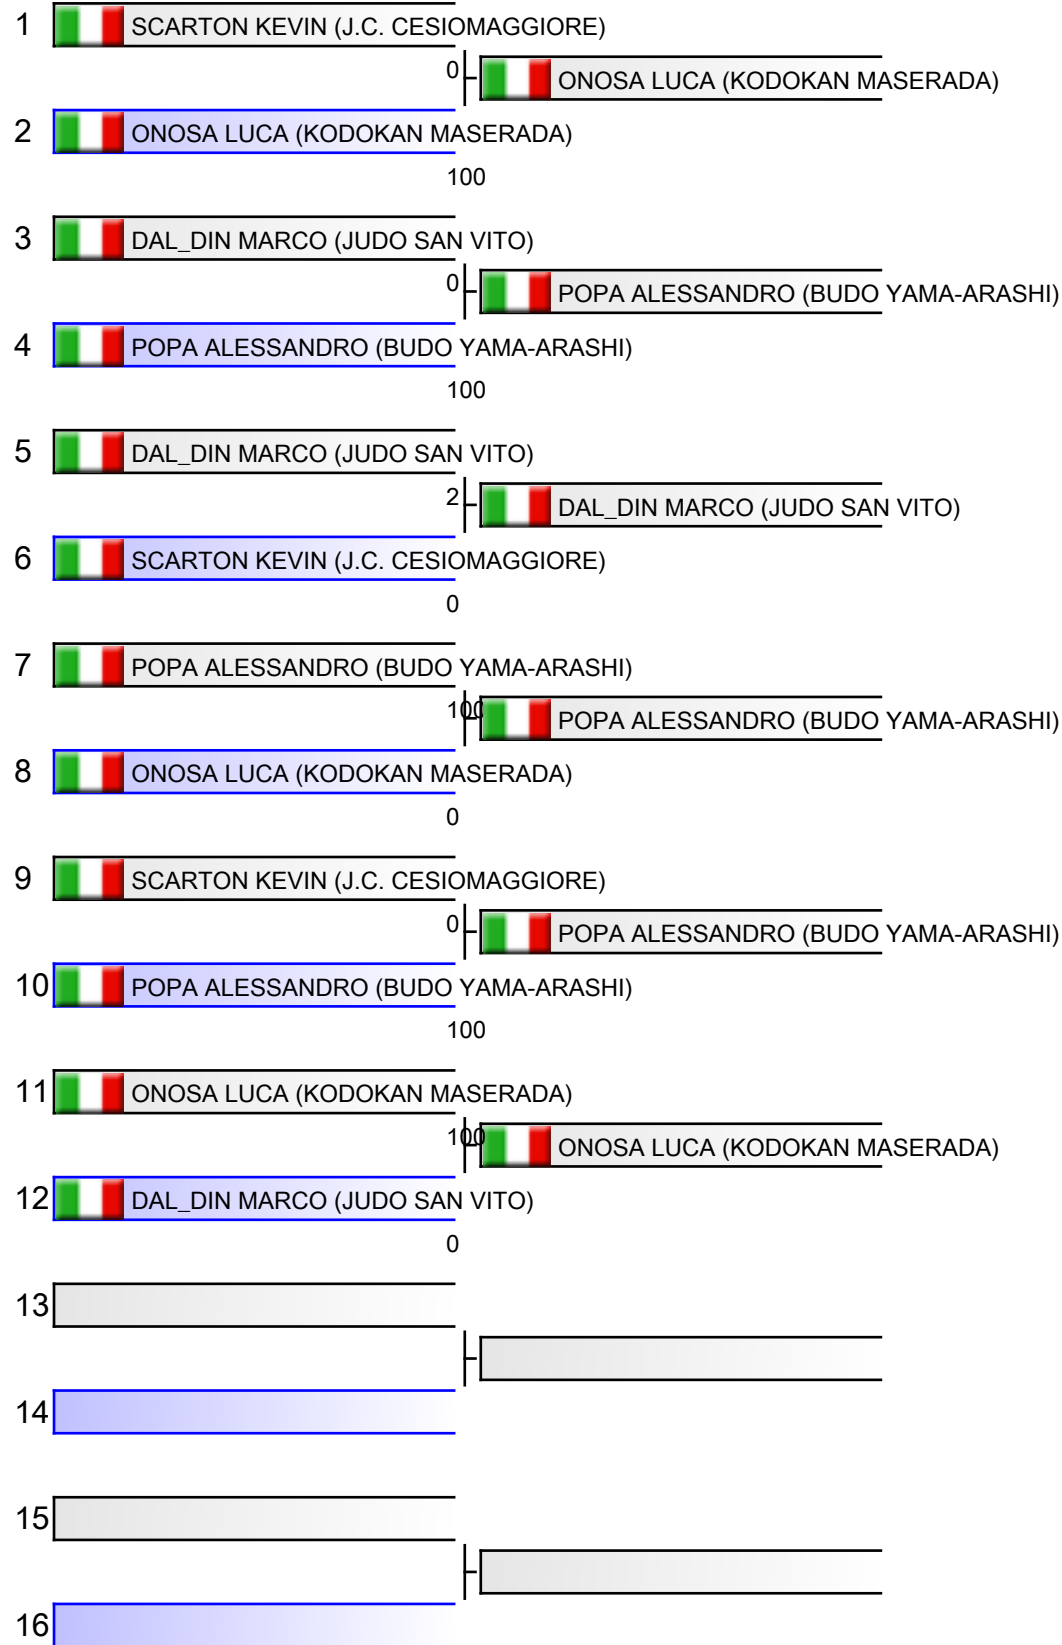 1 SCARTON KEVIN (J.C. CESIOMAGGIORE)
0 ONOSA LUCA (KODOKAN MASERADA)
2 ONOSA LUCA (KODOKAN MASERADA)
100
3 DAL_DIN MARCO (JUDO SAN VITO)
0 POPA ALESSANDRO (BUDO YAMA-ARASHI)
4 POPA ALESSANDRO (BUDO YAMA-ARASHI)
100
5 DAL_DIN MARCO (JUDO SAN VITO)
2 DAL_DIN MARCO (JUDO SAN VITO)
6 SCARTON KEVIN (J.C. CESIOMAGGIORE)
0
7 POPA ALESSANDRO (BUDO YAMA-ARASHI)
100 POPA ALESSANDRO (BUDO YAMA-ARASHI)
8 ONOSA LUCA (KODOKAN MASERADA)
0
9 SCARTON KEVIN (J.C. CESIOMAGGIORE)
0 POPA ALESSANDRO (BUDO YAMA-ARASHI)
10 POPA ALESSANDRO (BUDO YAMA-ARASHI)
100
11 ONOSA LUCA (KODOKAN MASERADA)
100 ONOSA LUCA (KODOKAN MASERADA)
12 DAL_DIN MARCO (JUDO SAN VITO)
0
13
14
15
16